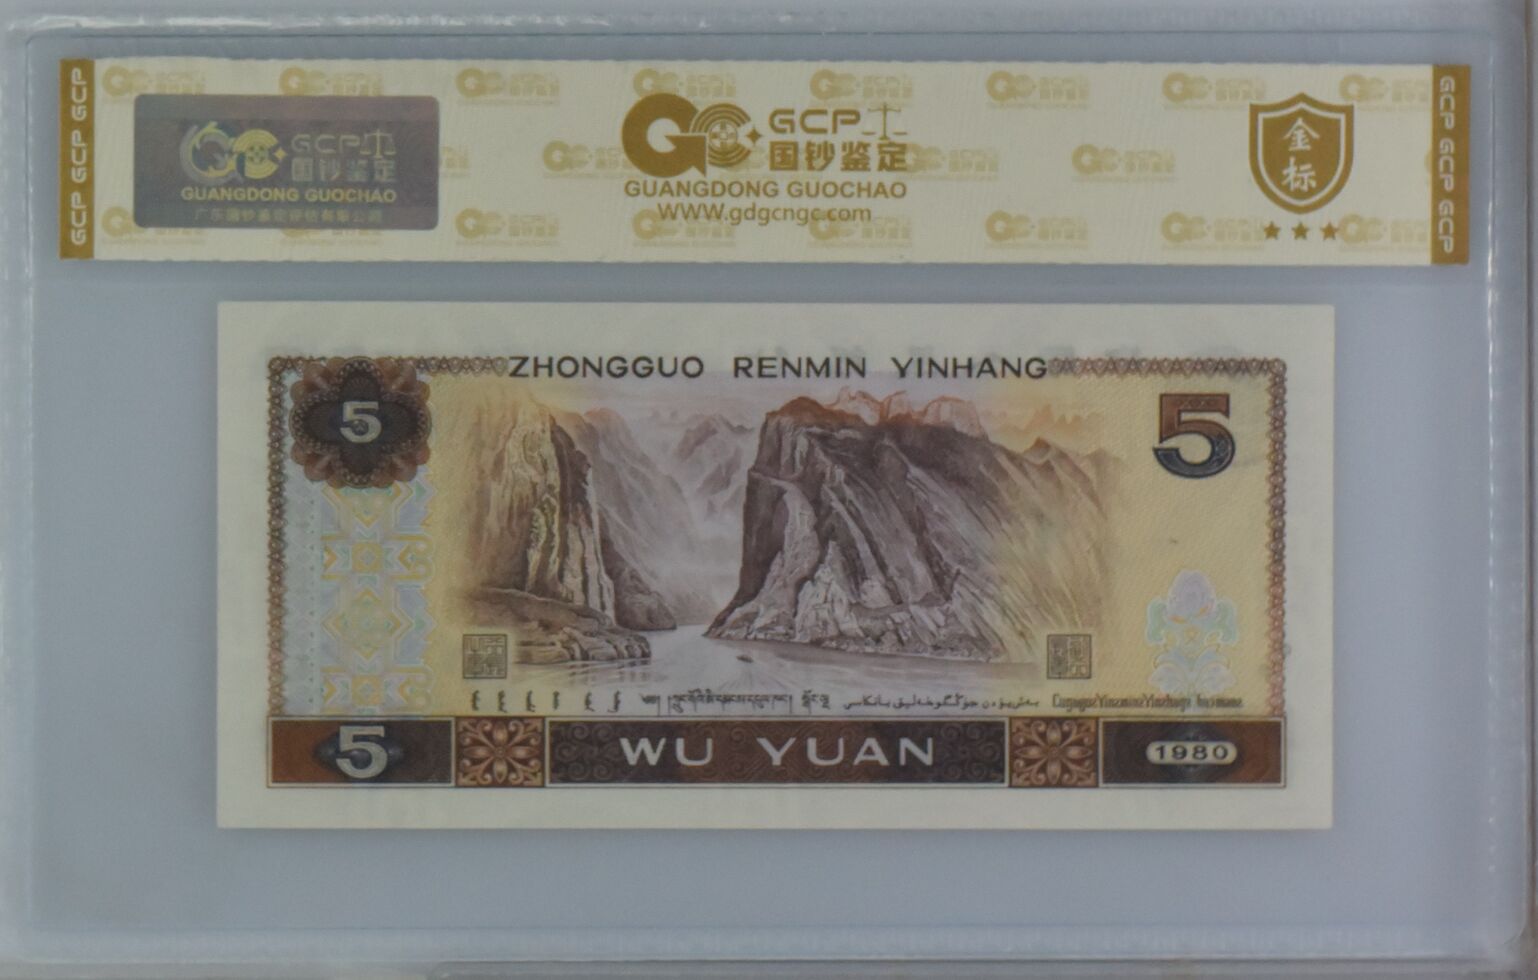 GCP GCP GCP
GCP
国钞鉴定
GUANGDONG GUOCHAO
广东国钞鉴定评估有限公司
GCP
国钞鉴定
GUANGDONG GUOCHAO
WWW.gdgcngc.com
金
标
GCP GCP GCP
ZHONGGUO RENMIN YINHANG
5
5
5
WU YUAN
1980